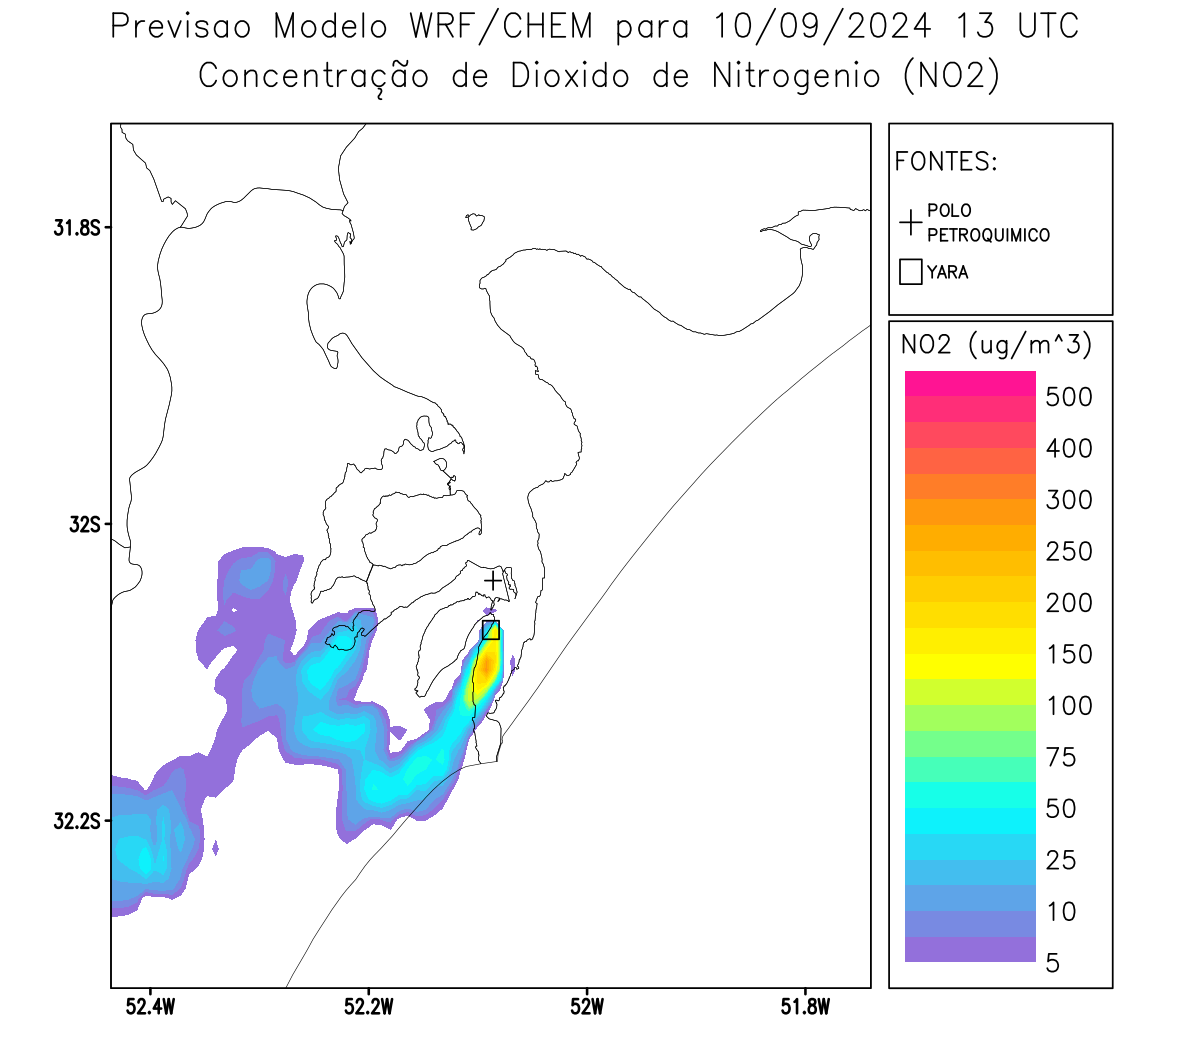 Previsao Modelo WRF/CHEM para 10/09/2024 13 UTC
Concentração de Dioxido de Nitrogenio (NO2)
FONTES:
POLO
PETROQUIMICO
YARA
NO2 (ug/m^3)
500
400
300
250
200
150
100
75
50
25
10
5
31.8S
32S
32.2S
52.4W
52.2W
52W
51.8W